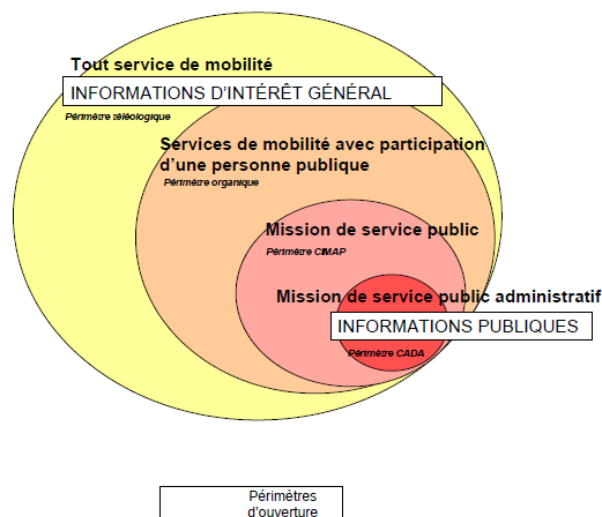 Tout service de mobilité
INFORMATIONS D'INTÉRÊT GÉNÉRAL
Périmètre téléologique
Services de mobilité avec participation
d'une personne publique
Périmètre organique
Mission de service public
Périmètre CIMAP
Mission de service public administratif
INFORMATIONS PUBLIQUES
Périmètre CADA
Périmètres
d'ouverture